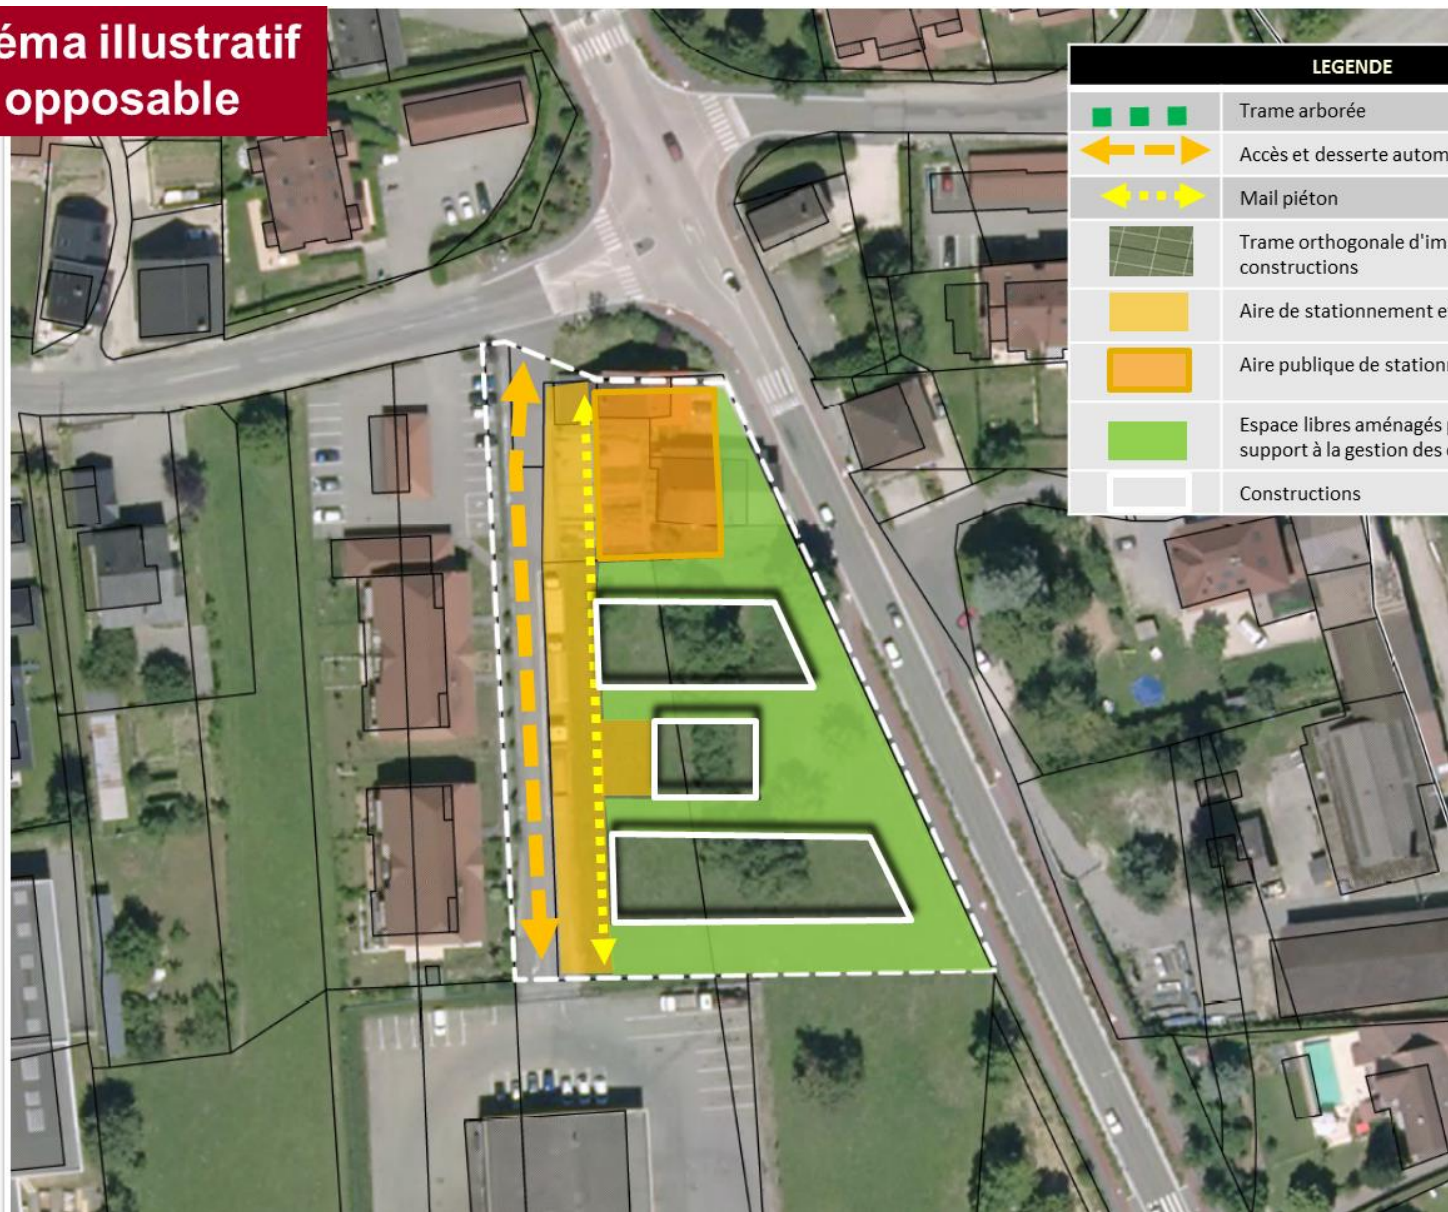 éma illustratif
opposable
LEGENDE
Trame arborée
Accès et desserte autom
Mail piéton
Trame orthogonale d'im
constructions
Aire de stationnement e
Aire publique de station
Espace libres aménagés
support à la gestion des
Constructions